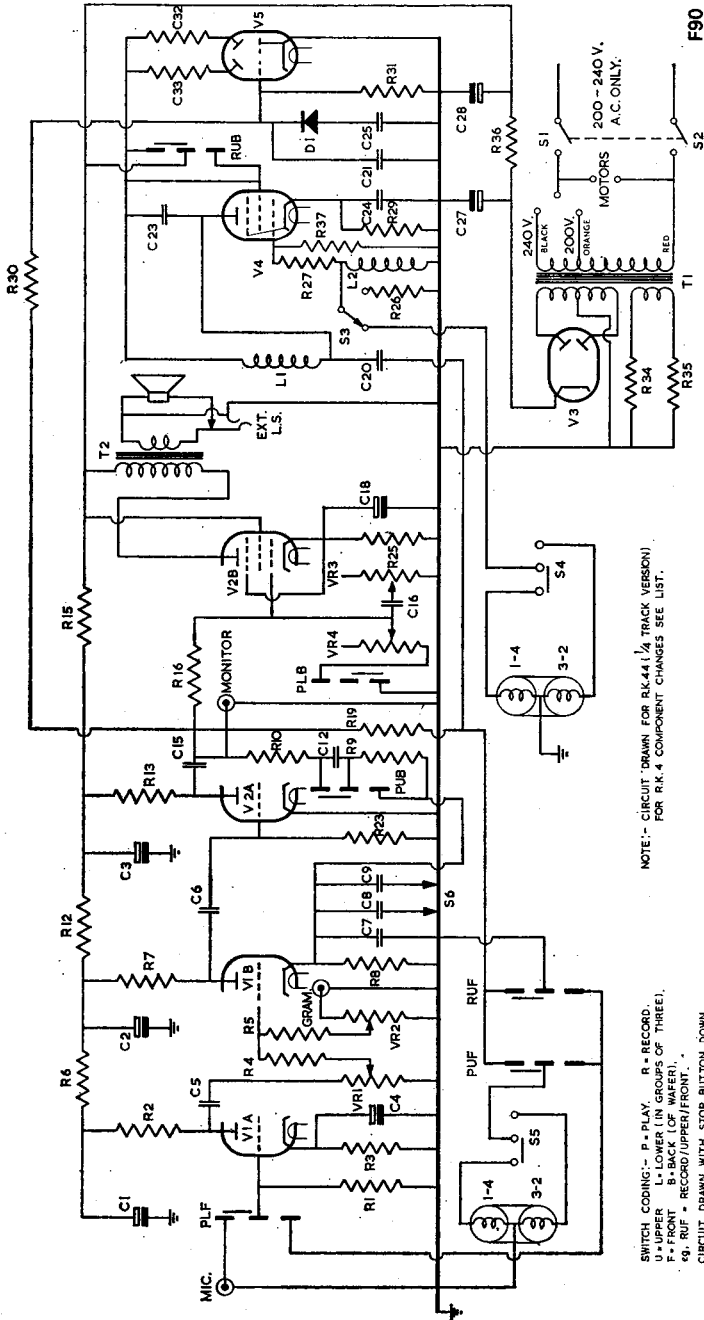 R30
C32
C33
V5
RUB
C23
V4
D1
C25
C21
R31
C24
R29
R37
R27
L2
R26
S3
C28
C27
R36
L1
C20
T2
EXT.
L.S.
R15
V2B
C18
R25
VR3
C16
VR4
PLB
R16
MONITOR
C15
R10
C12
R9
R19
PUB
R13
V2A
R23
C3
C6
R12
R7
V1B
C9
C8
C7
S6
R8
GRAM.
VR2
R5
R4
C2
R6
R2
C5
V1A
VR1
C4
R3
R1
C1
PLF
MIC.
1-4
3-2
S5
PUF
RUF
1-4
3-2
S4
V3
R34
R35
T1
240V.
BLACK
200V.
ORANGE
RED
MOTORS
S1
200-240V.
A.C. ONLY.
S2
F90
NOTE:- CIRCUIT DRAWN FOR R.K.44 (1/4 TRACK VERSION)
FOR R.K.4 COMPONENT CHANGES SEE LIST.
SWITCH CODING:- P = PLAY. R = RECORD.
U = UPPER L = LOWER (IN GROUPS OF THREE).
F = FRONT B = BACK (OF WAFER).
eg. RUF = RECORD/UPPER/FRONT.
CIRCUIT DRAWN WITH STOP BUTTON DOWN